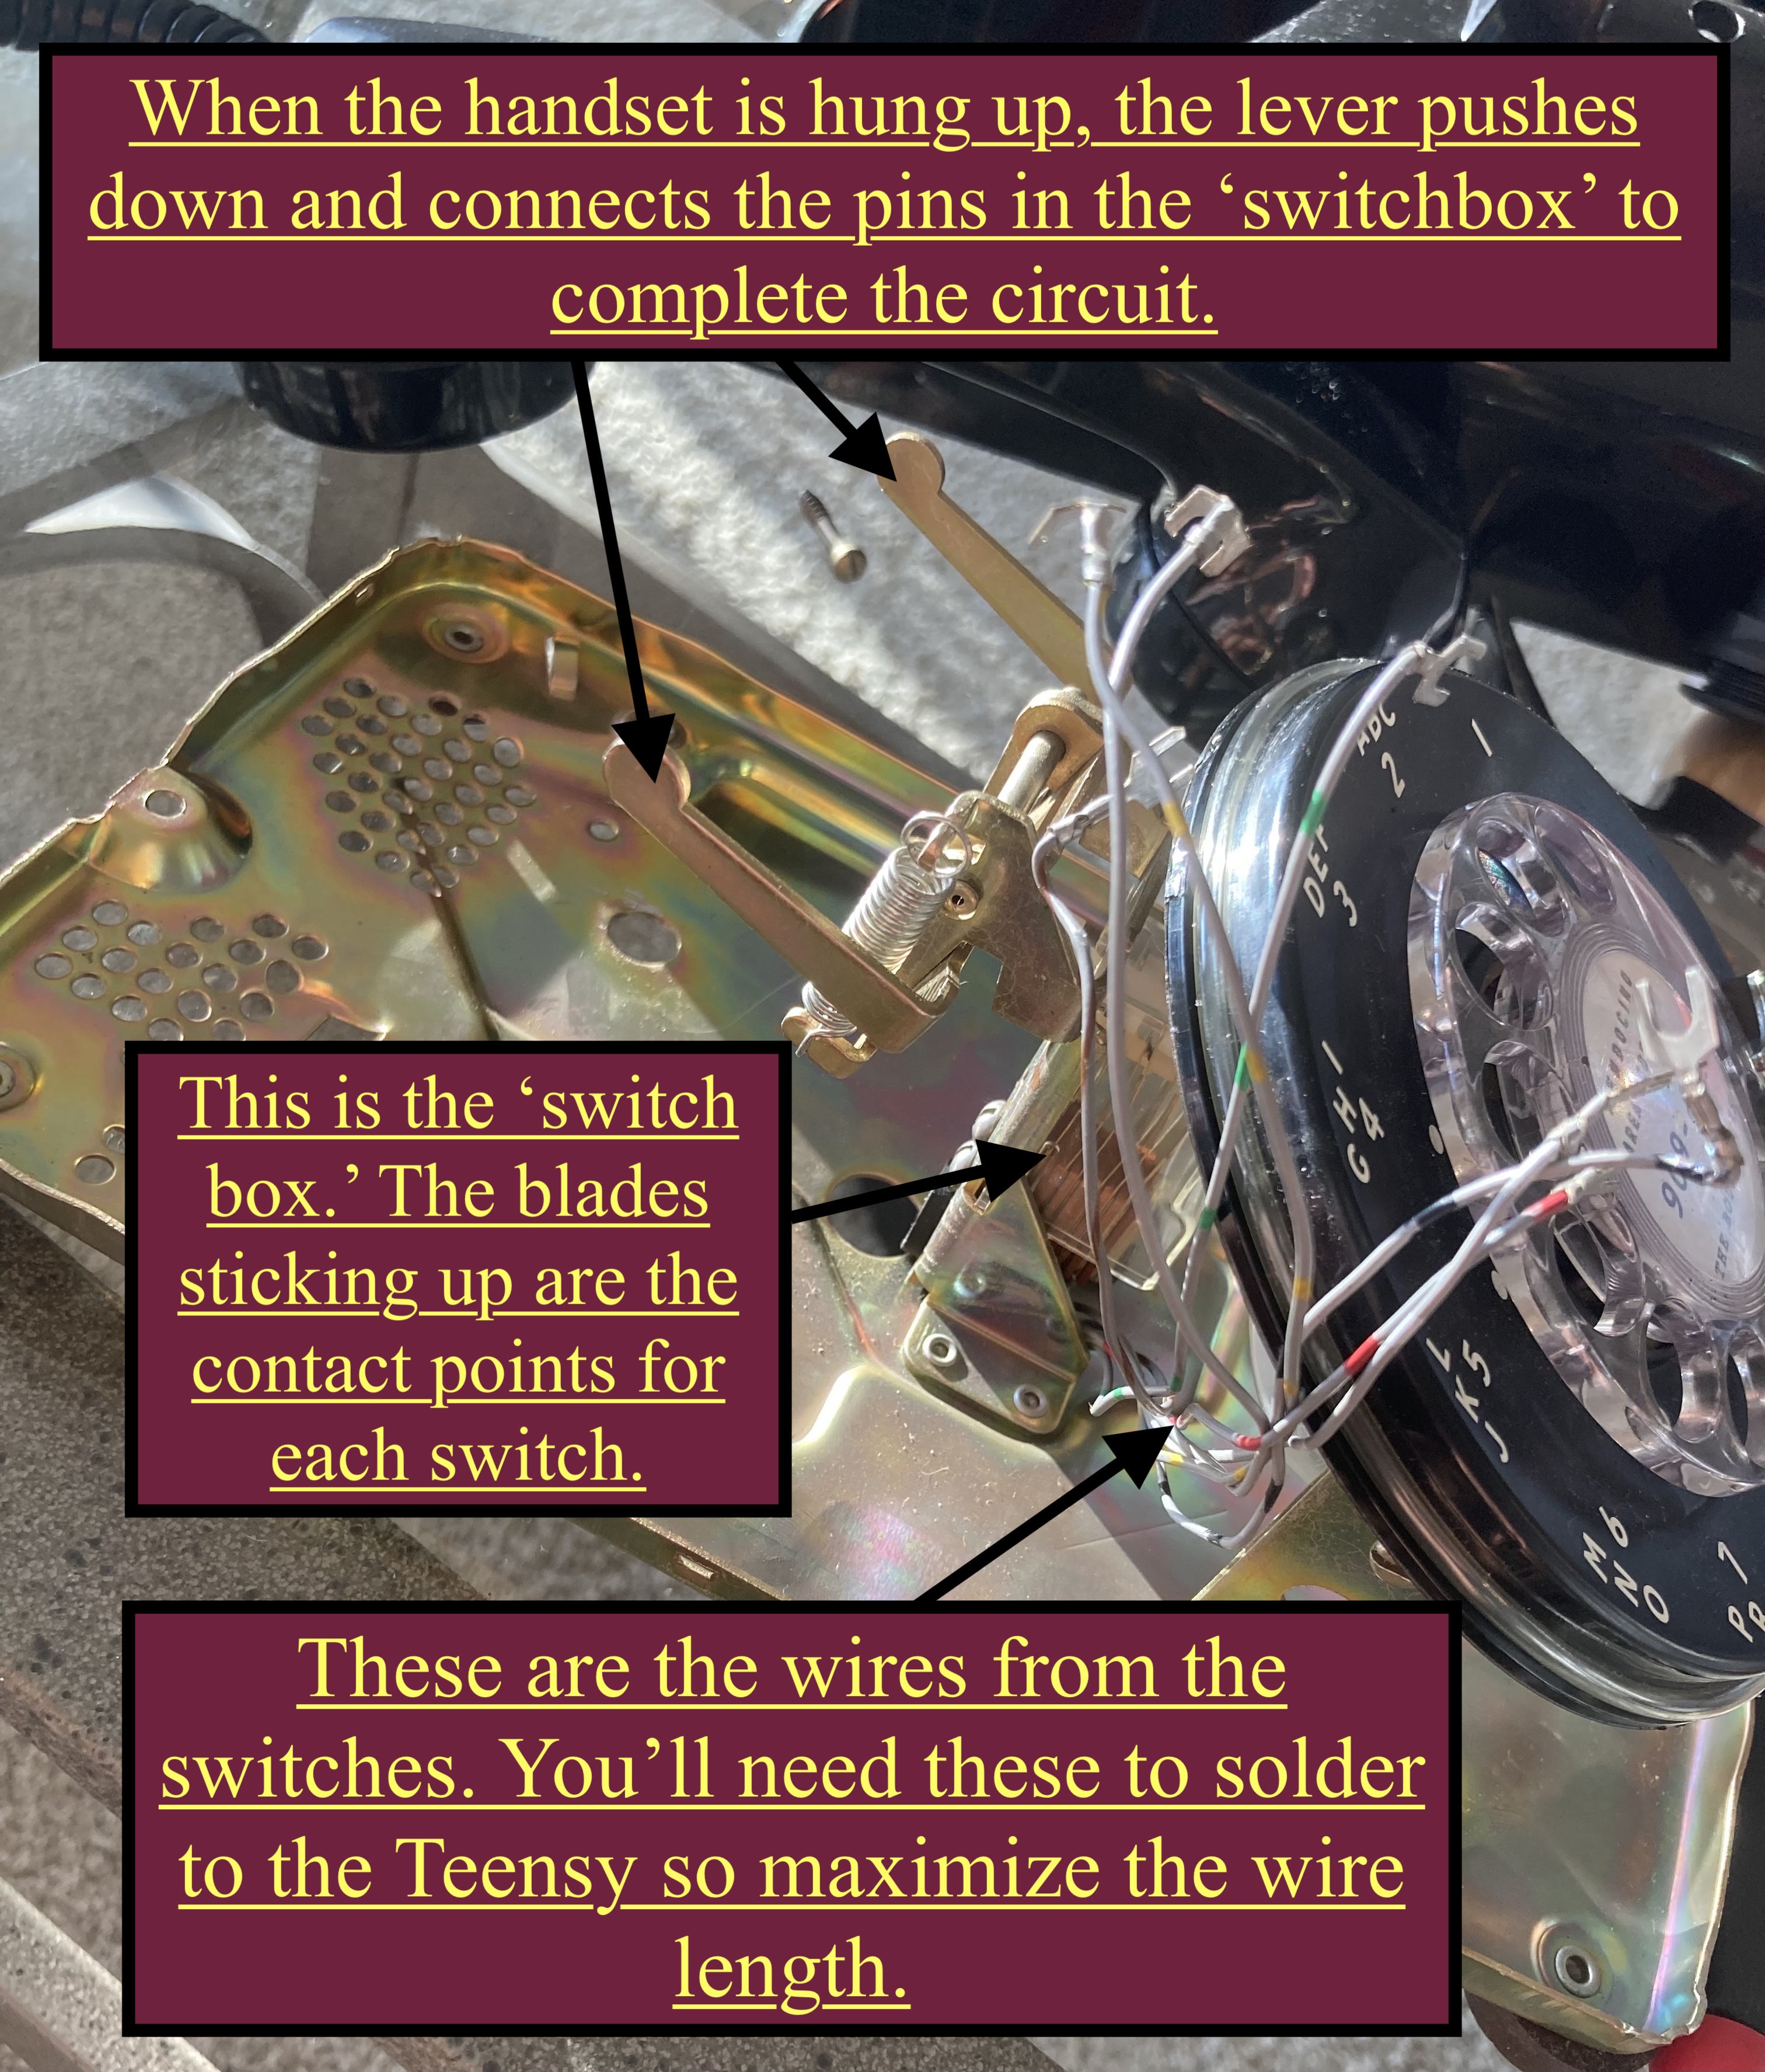 When the handset is hung up, the lever pushes
down and connects the pins in the ‘switchbox’ to
complete the circuit.
ABC
1
2
DEF
3
GHI
4
This is the ‘switch
box.’ The blades
sticking up are the
contact points for
each switch.
JKL
5
MNO
6
7
These are the wires from the
switches. You’ll need these to solder
to the Teensy so maximize the wire
length.